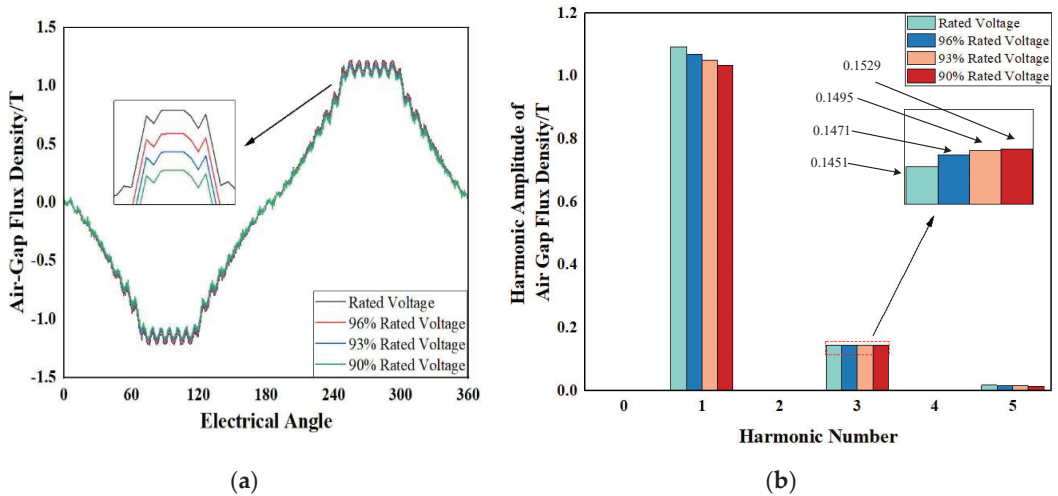 (a)
1.5
1.0
0.5
0.0
-0.5
-1.0
-1.5
Air-Gap Flux Density/T
Rated Voltage
96% Rated Voltage
93% Rated Voltage
90% Rated Voltage
0 60 120 180 240 300 360
Electrical Angle
(a)
(b)
1.2
1.0
0.8
0.6
0.4
0.2
0.0
Harmonic Amplitude of
Air Gap Flux Density/T
Rated Voltage
96% Rated Voltage
93% Rated Voltage
90% Rated Voltage
0.1529
0.1495
0.1471
0.1451
0 1 2 3 4 5
Harmonic Number
(b)